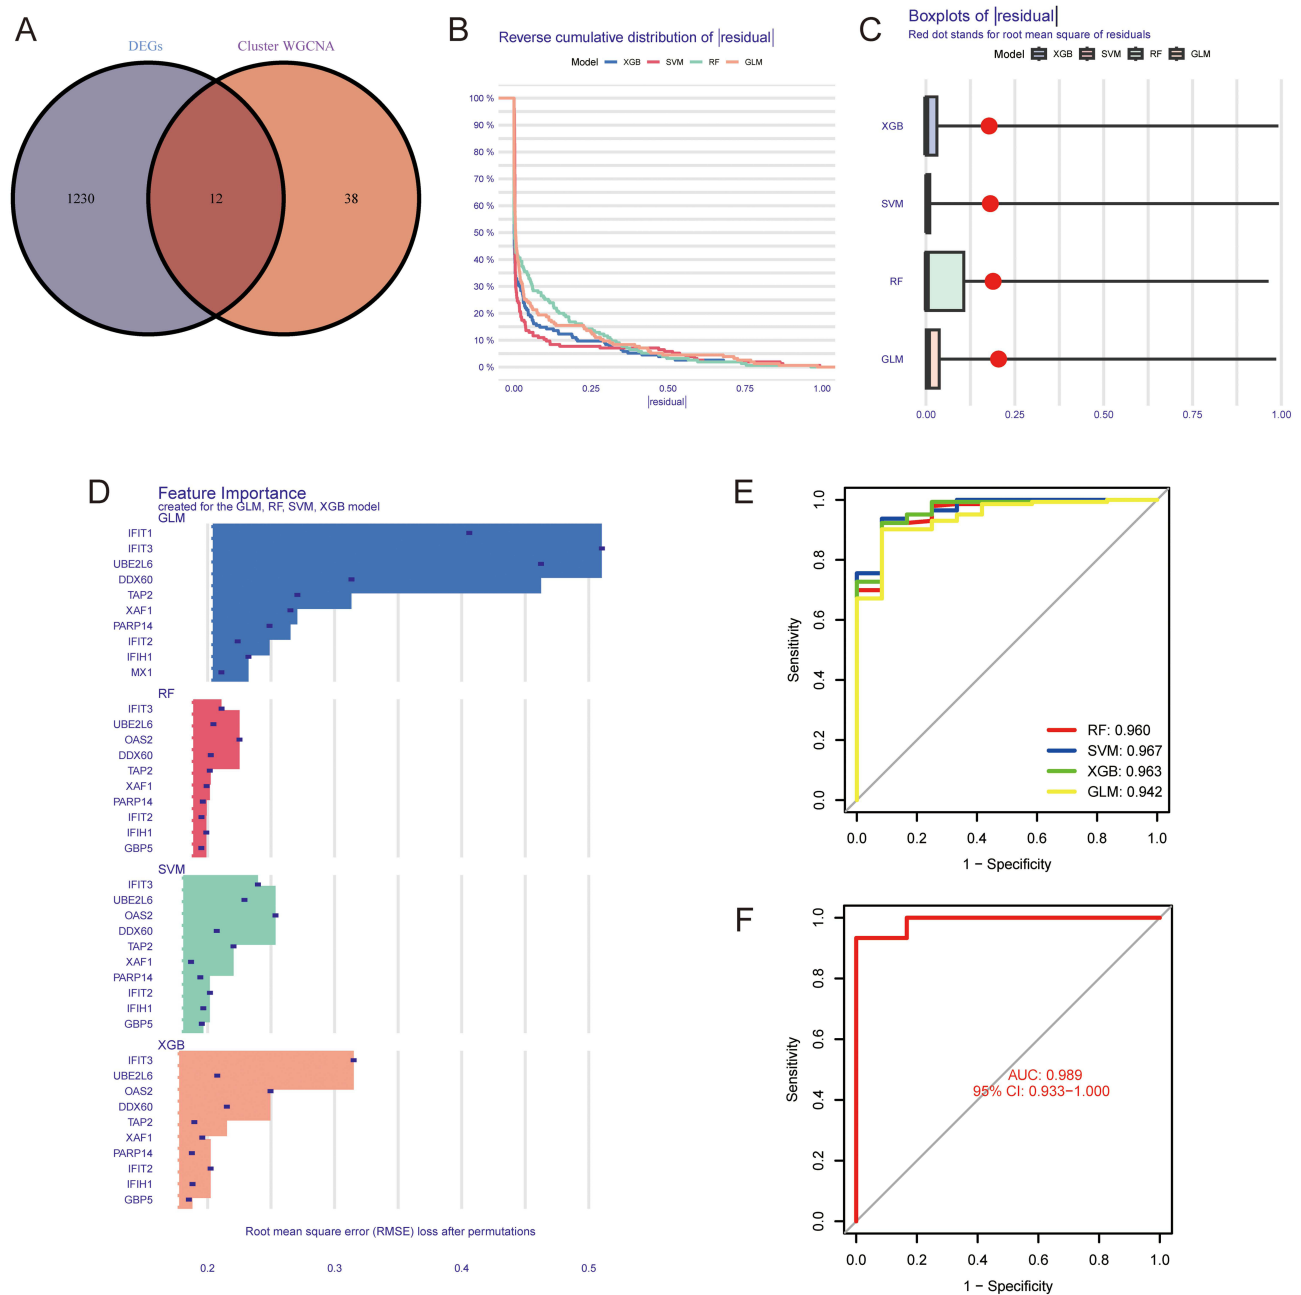 A
DEGs
Cluster WGCNA
1230
12
38
B
Reverse cumulative distribution of |residual|
Model XGB SVM RF GLM
100 %
90 %
80 %
70 %
60 %
50 %
40 %
30 %
20 %
10 %
0 %
0.00 0.25 0.50 0.75 1.00
|residual|
C
Boxplots of |residual|
Red dot stands for root mean square of residuals
Model XGB SVM RF GLM
XGB
SVM
RF
GLM
0.00 0.25 0.50 0.75 1.00
D
Feature Importance
created for the GLM, RF, SVM, XGB model
GLM
IFIT1
IFIT3
UBE2L6
DDX60
TAP2
XAF1
PARP14
IFIT2
IFIH1
MX1
RF
IFIT3
UBE2L6
OAS2
DDX60
TAP2
XAF1
PARP14
IFIT2
IFIH1
GBP5
SVM
IFIT3
UBE2L6
OAS2
DDX60
TAP2
XAF1
PARP14
IFIT2
IFIH1
GBP5
XGB
IFIT3
UBE2L6
OAS2
DDX60
TAP2
XAF1
PARP14
IFIT2
IFIH1
GBP5
Root mean square error (RMSE) loss after permutations
0.2 0.3 0.4 0.5
E
Sensitivity
1.0
0.8
0.6
0.4
0.2
0.0
RF: 0.960
SVM: 0.967
XGB: 0.963
GLM: 0.942
0.0 0.2 0.4 0.6 0.8 1.0
1 − Specificity
F
Sensitivity
1.0
0.8
0.6
0.4
0.2
0.0
AUC: 0.989
95% CI: 0.933−1.000
0.0 0.2 0.4 0.6 0.8 1.0
1 − Specificity